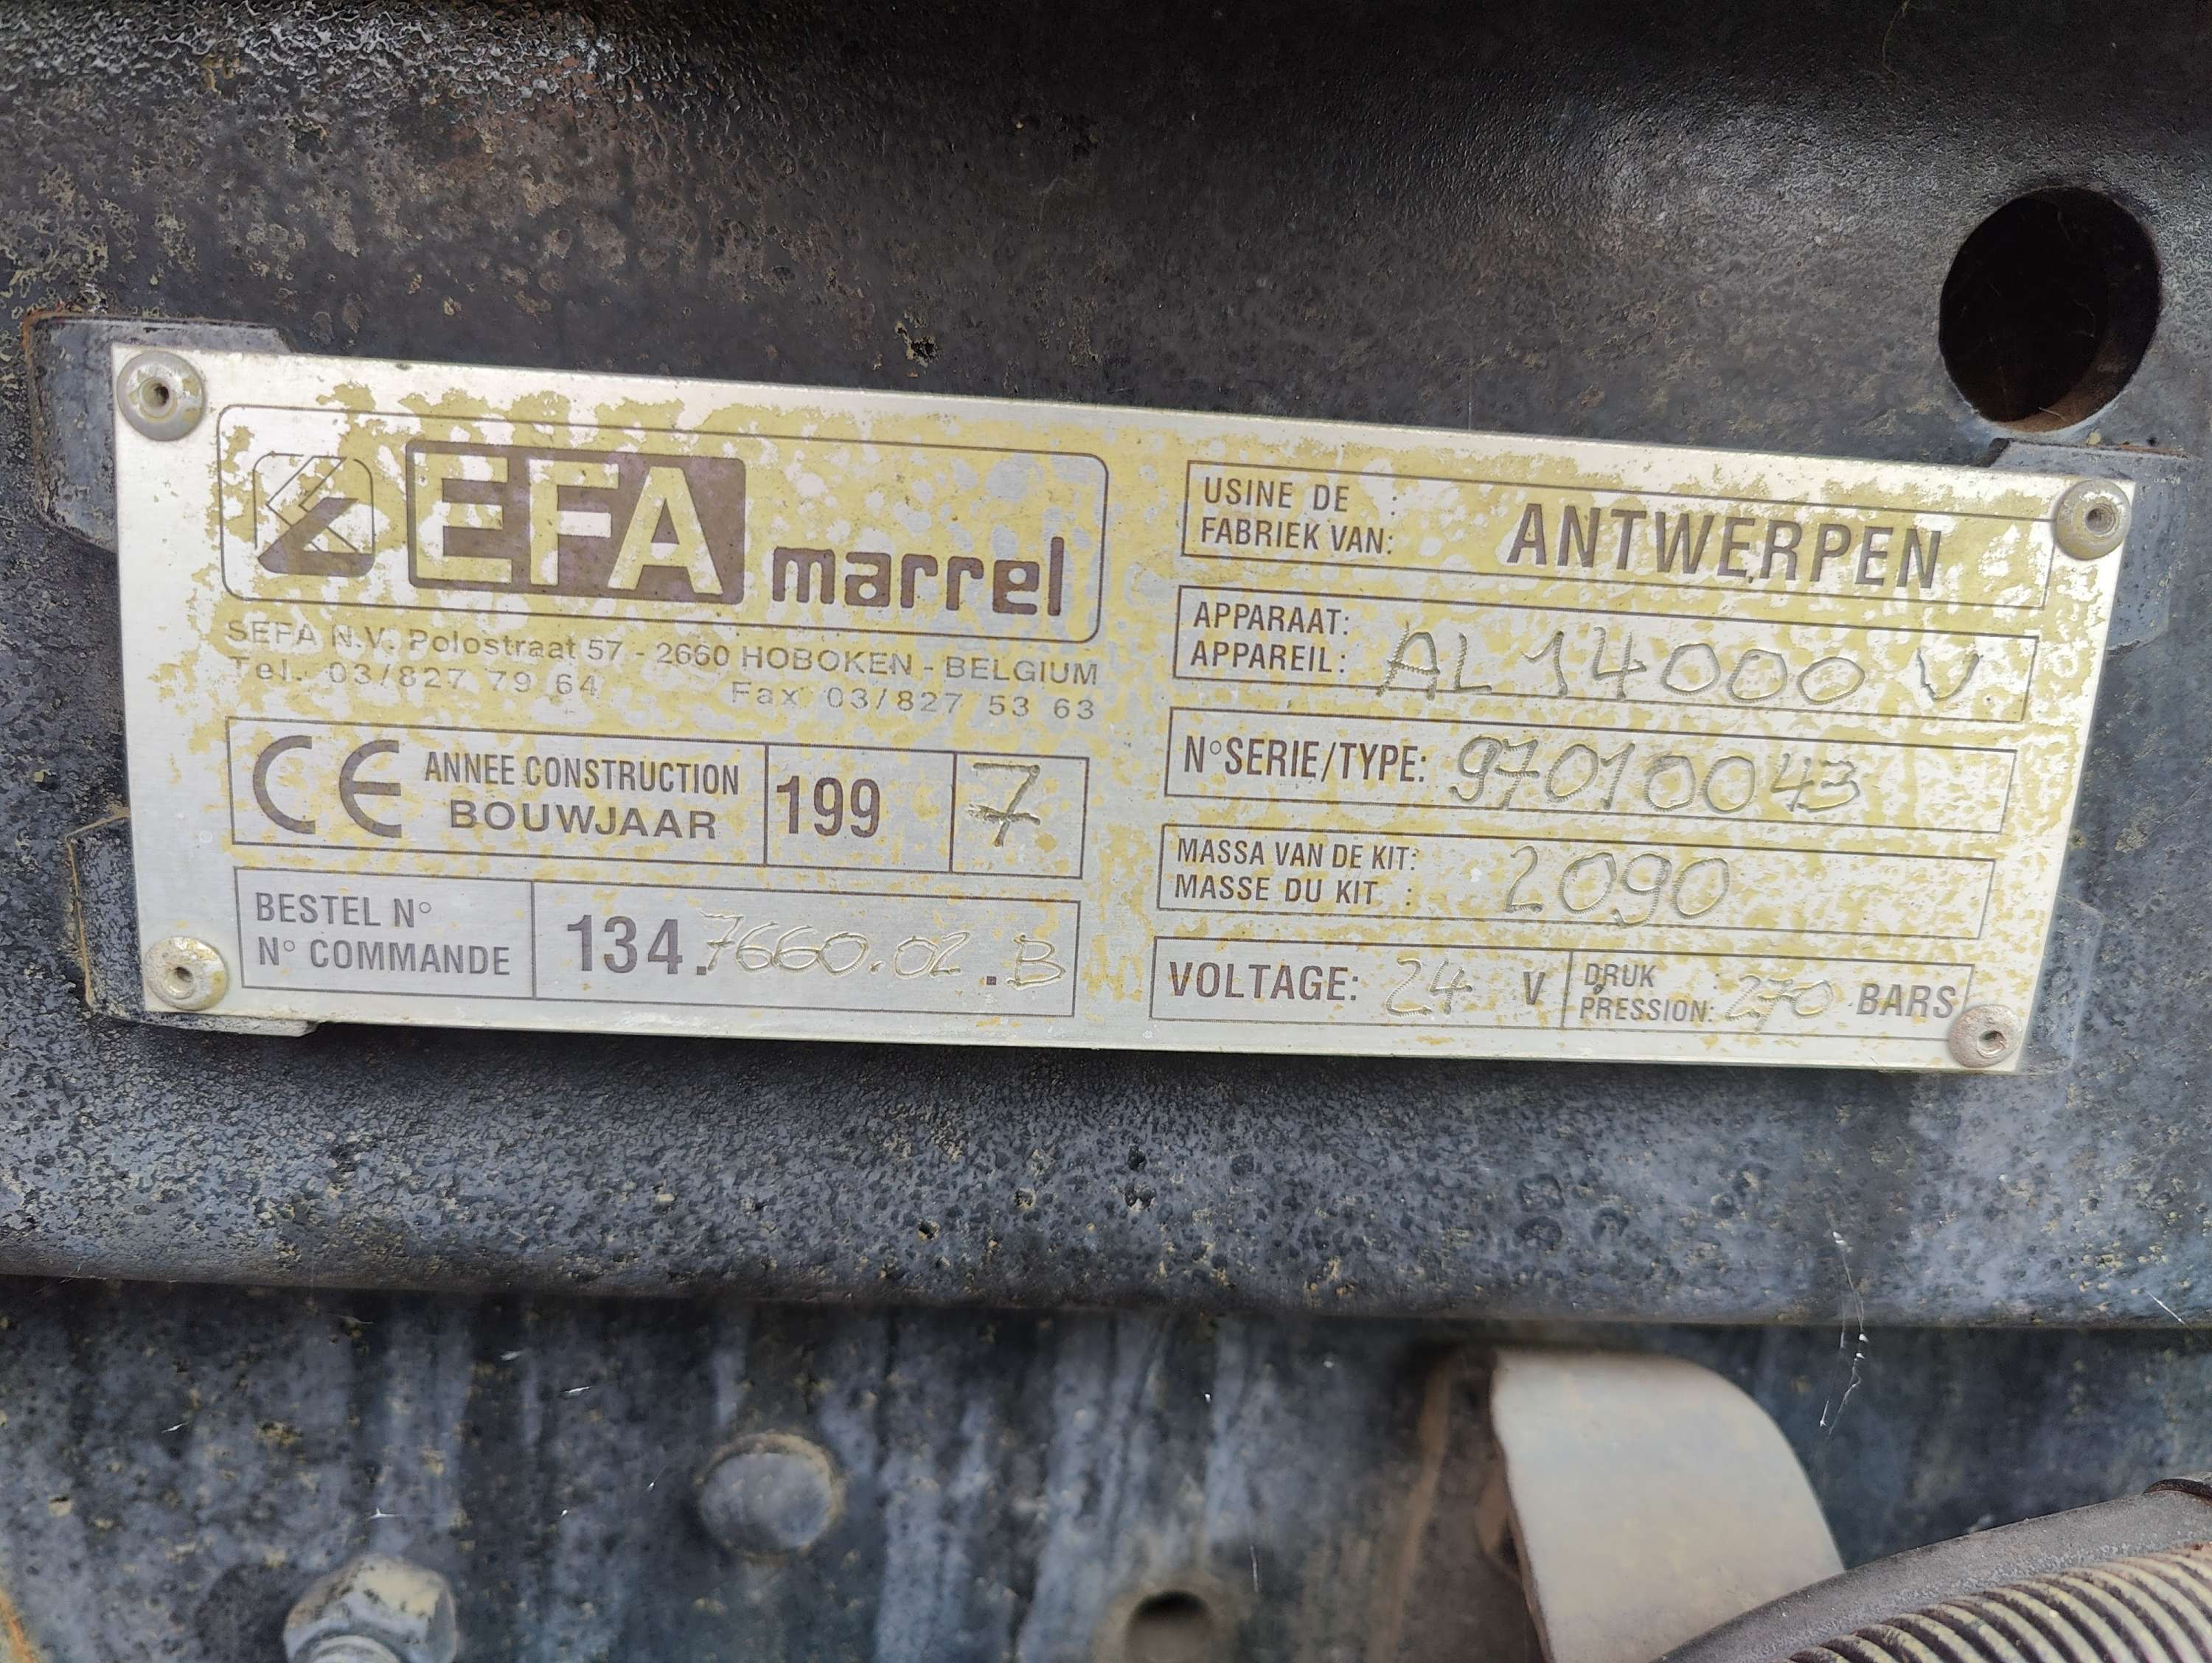 SEFA marrel
SEFA N.V. Polostraat 57 - 2660 HOBOKEN - BELGIUM
Tel. 03/827 79 64 Fax 03/827 53 63
CE ANNEE CONSTRUCTION 199 7
BOUWJAAR
BESTEL N°
N° COMMANDE 134.7660.02.B
USINE DE :
FABRIEK VAN: ANTWERPEN
APPARAAT:
APPAREIL: AL 14000 V
N° SERIE/TYPE: 97010043
MASSA VAN DE KIT: 2090
MASSE DU KIT :
VOLTAGE: 24 V
DRUK :
PRESSION: 270 BARS